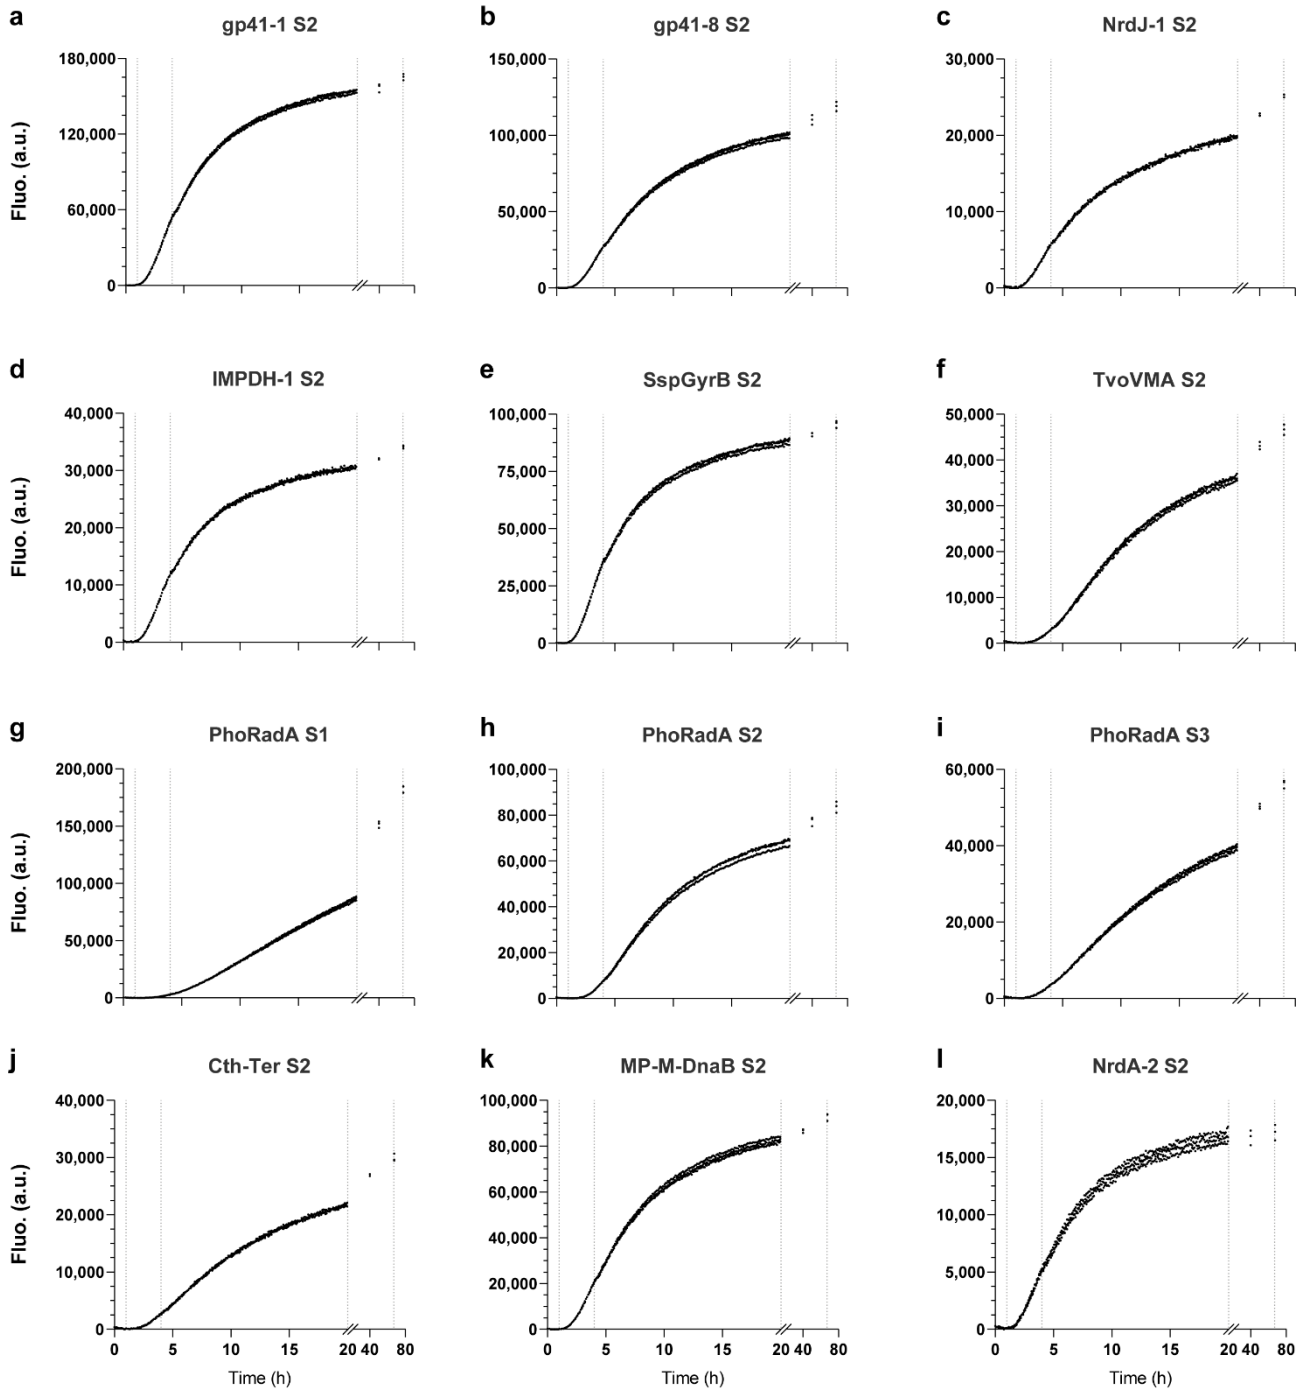 a gp41-1 S2
180,000
120,000
60,000
0
Fluo. (a.u.)
b gp41-8 S2
150,000
100,000
50,000
0
c NrdJ-1 S2
30,000
20,000
10,000
0
d IMPDH-1 S2
40,000
30,000
20,000
10,000
0
Fluo. (a.u.)
e SspGyrB S2
100,000
75,000
50,000
25,000
0
f TvoVMA S2
50,000
40,000
30,000
20,000
10,000
0
g PhoRadA S1
200,000
150,000
100,000
50,000
0
Fluo. (a.u.)
h PhoRadA S2
100,000
80,000
60,000
40,000
20,000
0
i PhoRadA S3
60,000
40,000
20,000
0
j Cth-Ter S2
40,000
30,000
20,000
10,000
0
Fluo. (a.u.)
0 5 10 15 20 40 80
Time (h)
k MP-M-DnaB S2
100,000
80,000
60,000
40,000
20,000
0
0 5 10 15 20 40 80
Time (h)
l NrdA-2 S2
20,000
15,000
10,000
5,000
0
0 5 10 15 20 40 80
Time (h)